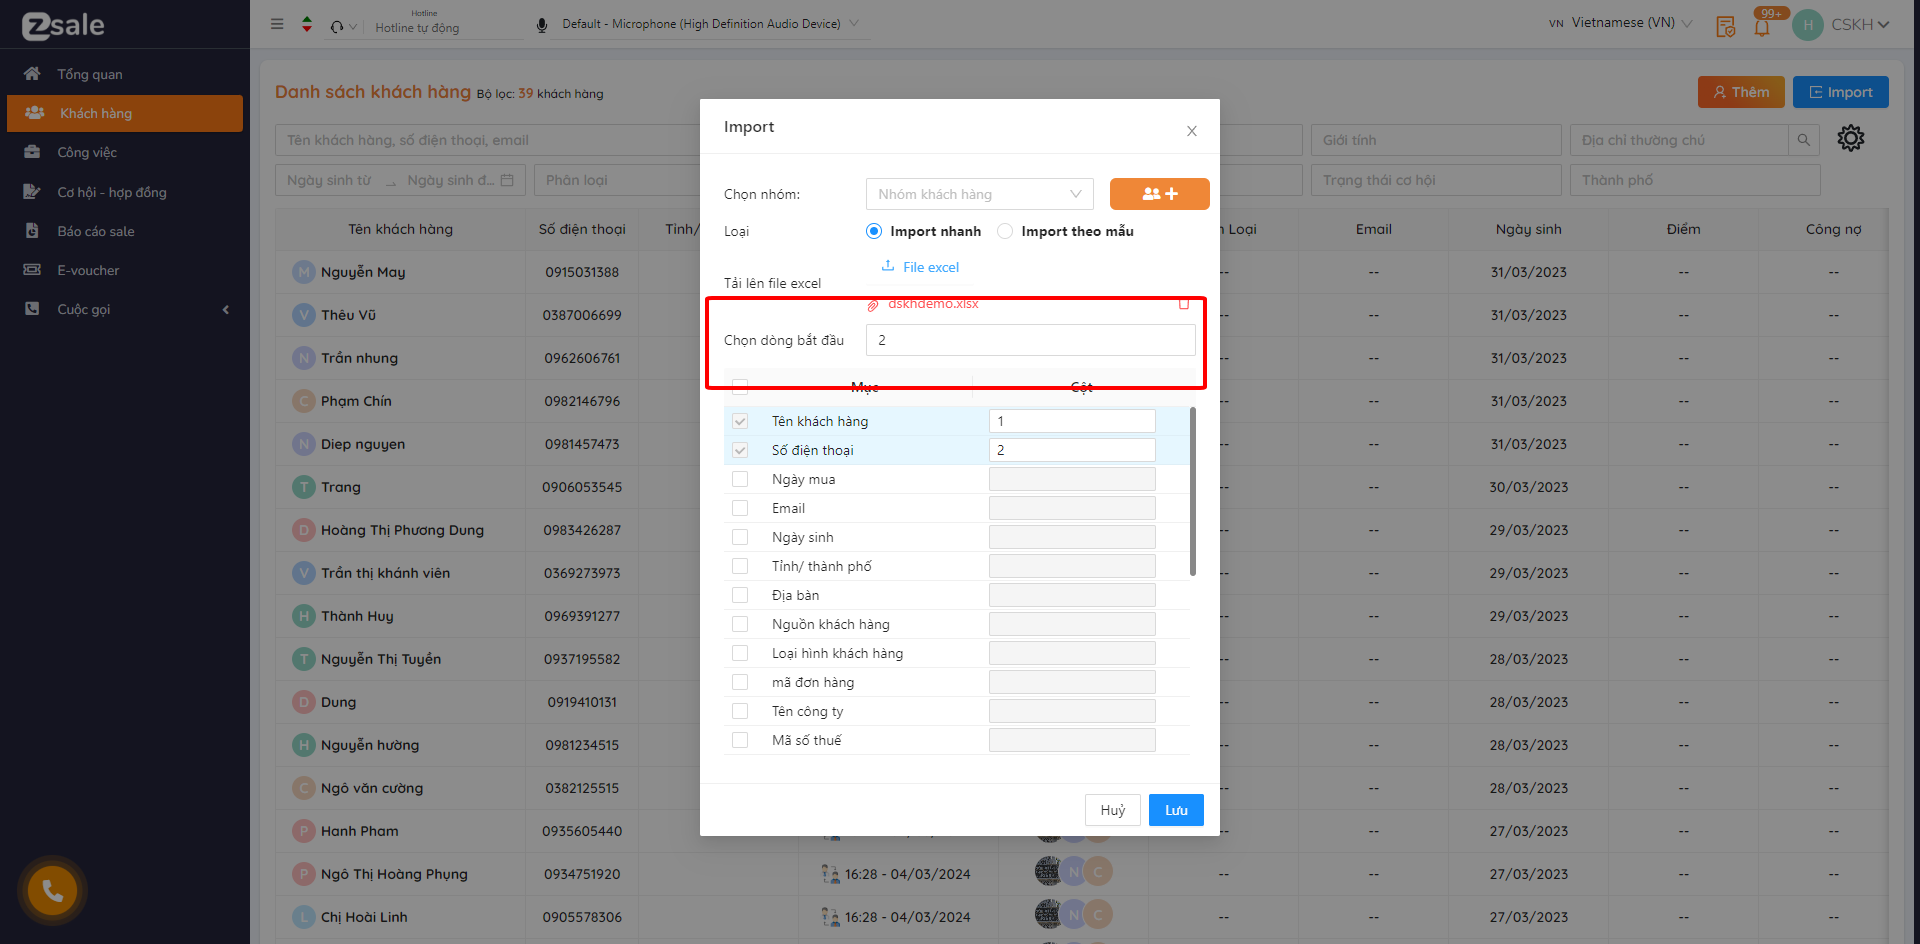 zsale
Hotline
Hotline tự động
Default - Microphone (High Definition Audio Device)
VN Vietnamese (VN)
99+
H CSKH
Tổng quan
Khách hàng
Công việc
Cơ hội - hợp đồng
Báo cáo sale
E-voucher
Cuộc gọi
Danh sách khách hàng Bộ lọc: 39 khách hàng
Thêm
Import
Tên khách hàng, số điện thoại, email
Giới tính
Địa chỉ thường chú
Ngày sinh từ
Ngày sinh đ...
Phân loại
Trạng thái cơ hội
Thành phố
Tên khách hàng Số điện thoại Tỉnh/ Loại Email Ngày sinh Điểm Công nợ
N Nguyễn May 0915031388 -- -- 31/03/2023 -- --
V Thêu Vũ 0387006699 -- -- 31/03/2023 -- --
N Trần nhung 0962606761 -- -- 31/03/2023 -- --
C Phạm Chín 0982146796 -- -- 31/03/2023 -- --
N Diep nguyen 0981457473 -- -- 31/03/2023 -- --
T Trang 0906053545 -- -- 30/03/2023 -- --
D Hoàng Thị Phương Dung 0983426287 -- -- 29/03/2023 -- --
V Trần thị khánh viên 0369273973 -- -- 29/03/2023 -- --
H Thành Huy 0969391277 -- -- 29/03/2023 -- --
T Nguyễn Thị Tuyển 0937195582 -- -- 28/03/2023 -- --
D Dung 0919410131 -- -- 28/03/2023 -- --
H Nguyễn hường 0981234515 -- -- 28/03/2023 -- --
C Ngô văn cường 0382125515 -- -- 28/03/2023 -- --
P Hanh Pham 0935605440 -- -- 27/03/2023 -- --
P Ngô Thị Hoàng Phụng 0934751920 16:28 - 04/03/2024 N C -- -- 27/03/2023 -- --
L Chị Hoài Linh 0905578306 16:28 - 04/03/2024 N C -- -- 27/03/2023 -- --
Import
Chọn nhóm:
Nhóm khách hàng
Loại
Import nhanh
Import theo mẫu
File excel
Tải lên file excel
dskhdemo.xlsx
Chọn dòng bắt đầu
2
Mục Cột
Tên khách hàng 1
Số điện thoại 2
Ngày mua
Email
Ngày sinh
Tỉnh/ thành phố
Địa bàn
Nguồn khách hàng
Loại hình khách hàng
mã đơn hàng
Tên công ty
Mã số thuế
Huỷ
Lưu